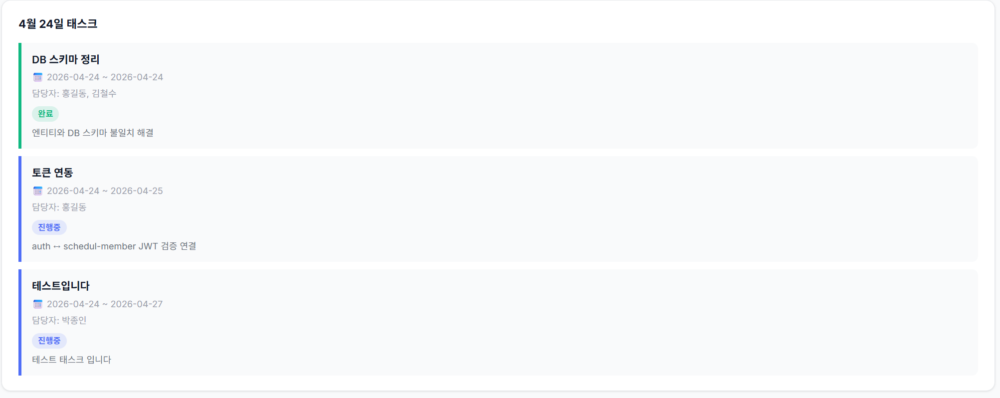 4월 24일 태스크
DB 스키마 정리
2026-04-24 ~ 2026-04-24
담당자: 홍길동, 김철수
완료
엔티티와 DB 스키마 불일치 해결
토큰 연동
2026-04-24 ~ 2026-04-25
담당자: 홍길동
진행중
auth ↔ schedul-member JWT 검증 연결
테스트입니다
2026-04-24 ~ 2026-04-27
담당자: 박종인
진행중
테스트 태스크 입니다